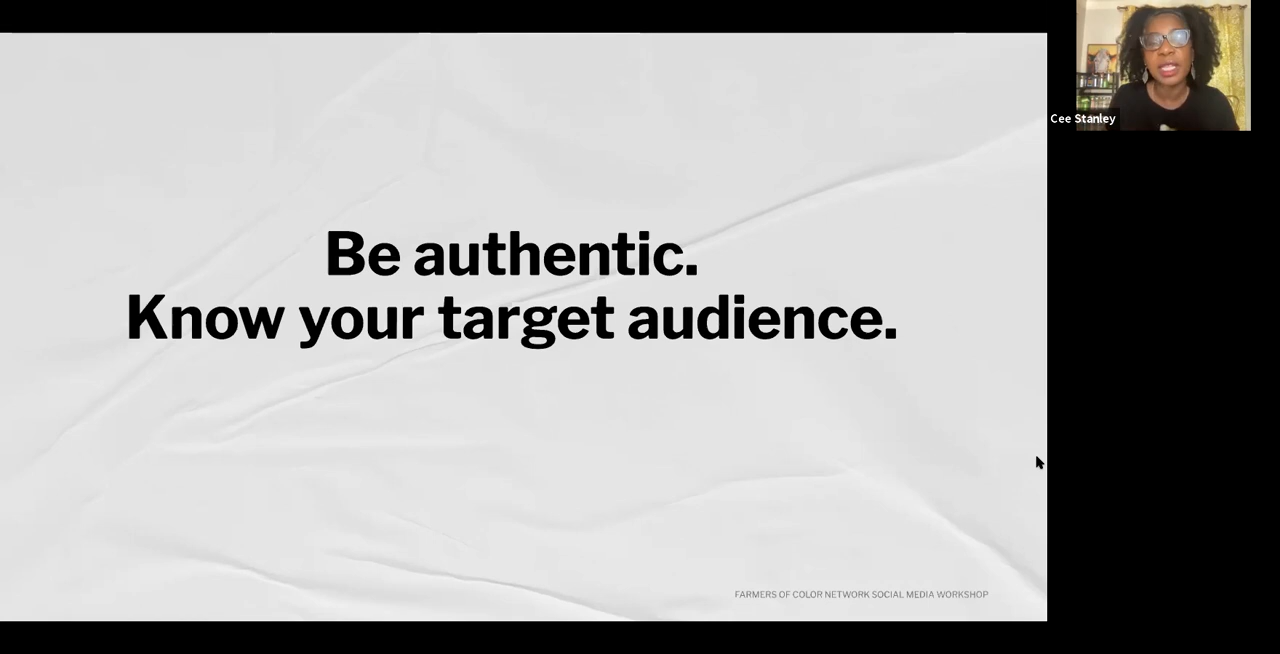 Be authentic.
Know your target audience.
FARMERS OF COLOR NETWORK SOCIAL MEDIA WORKSHOP
Cee Stanley